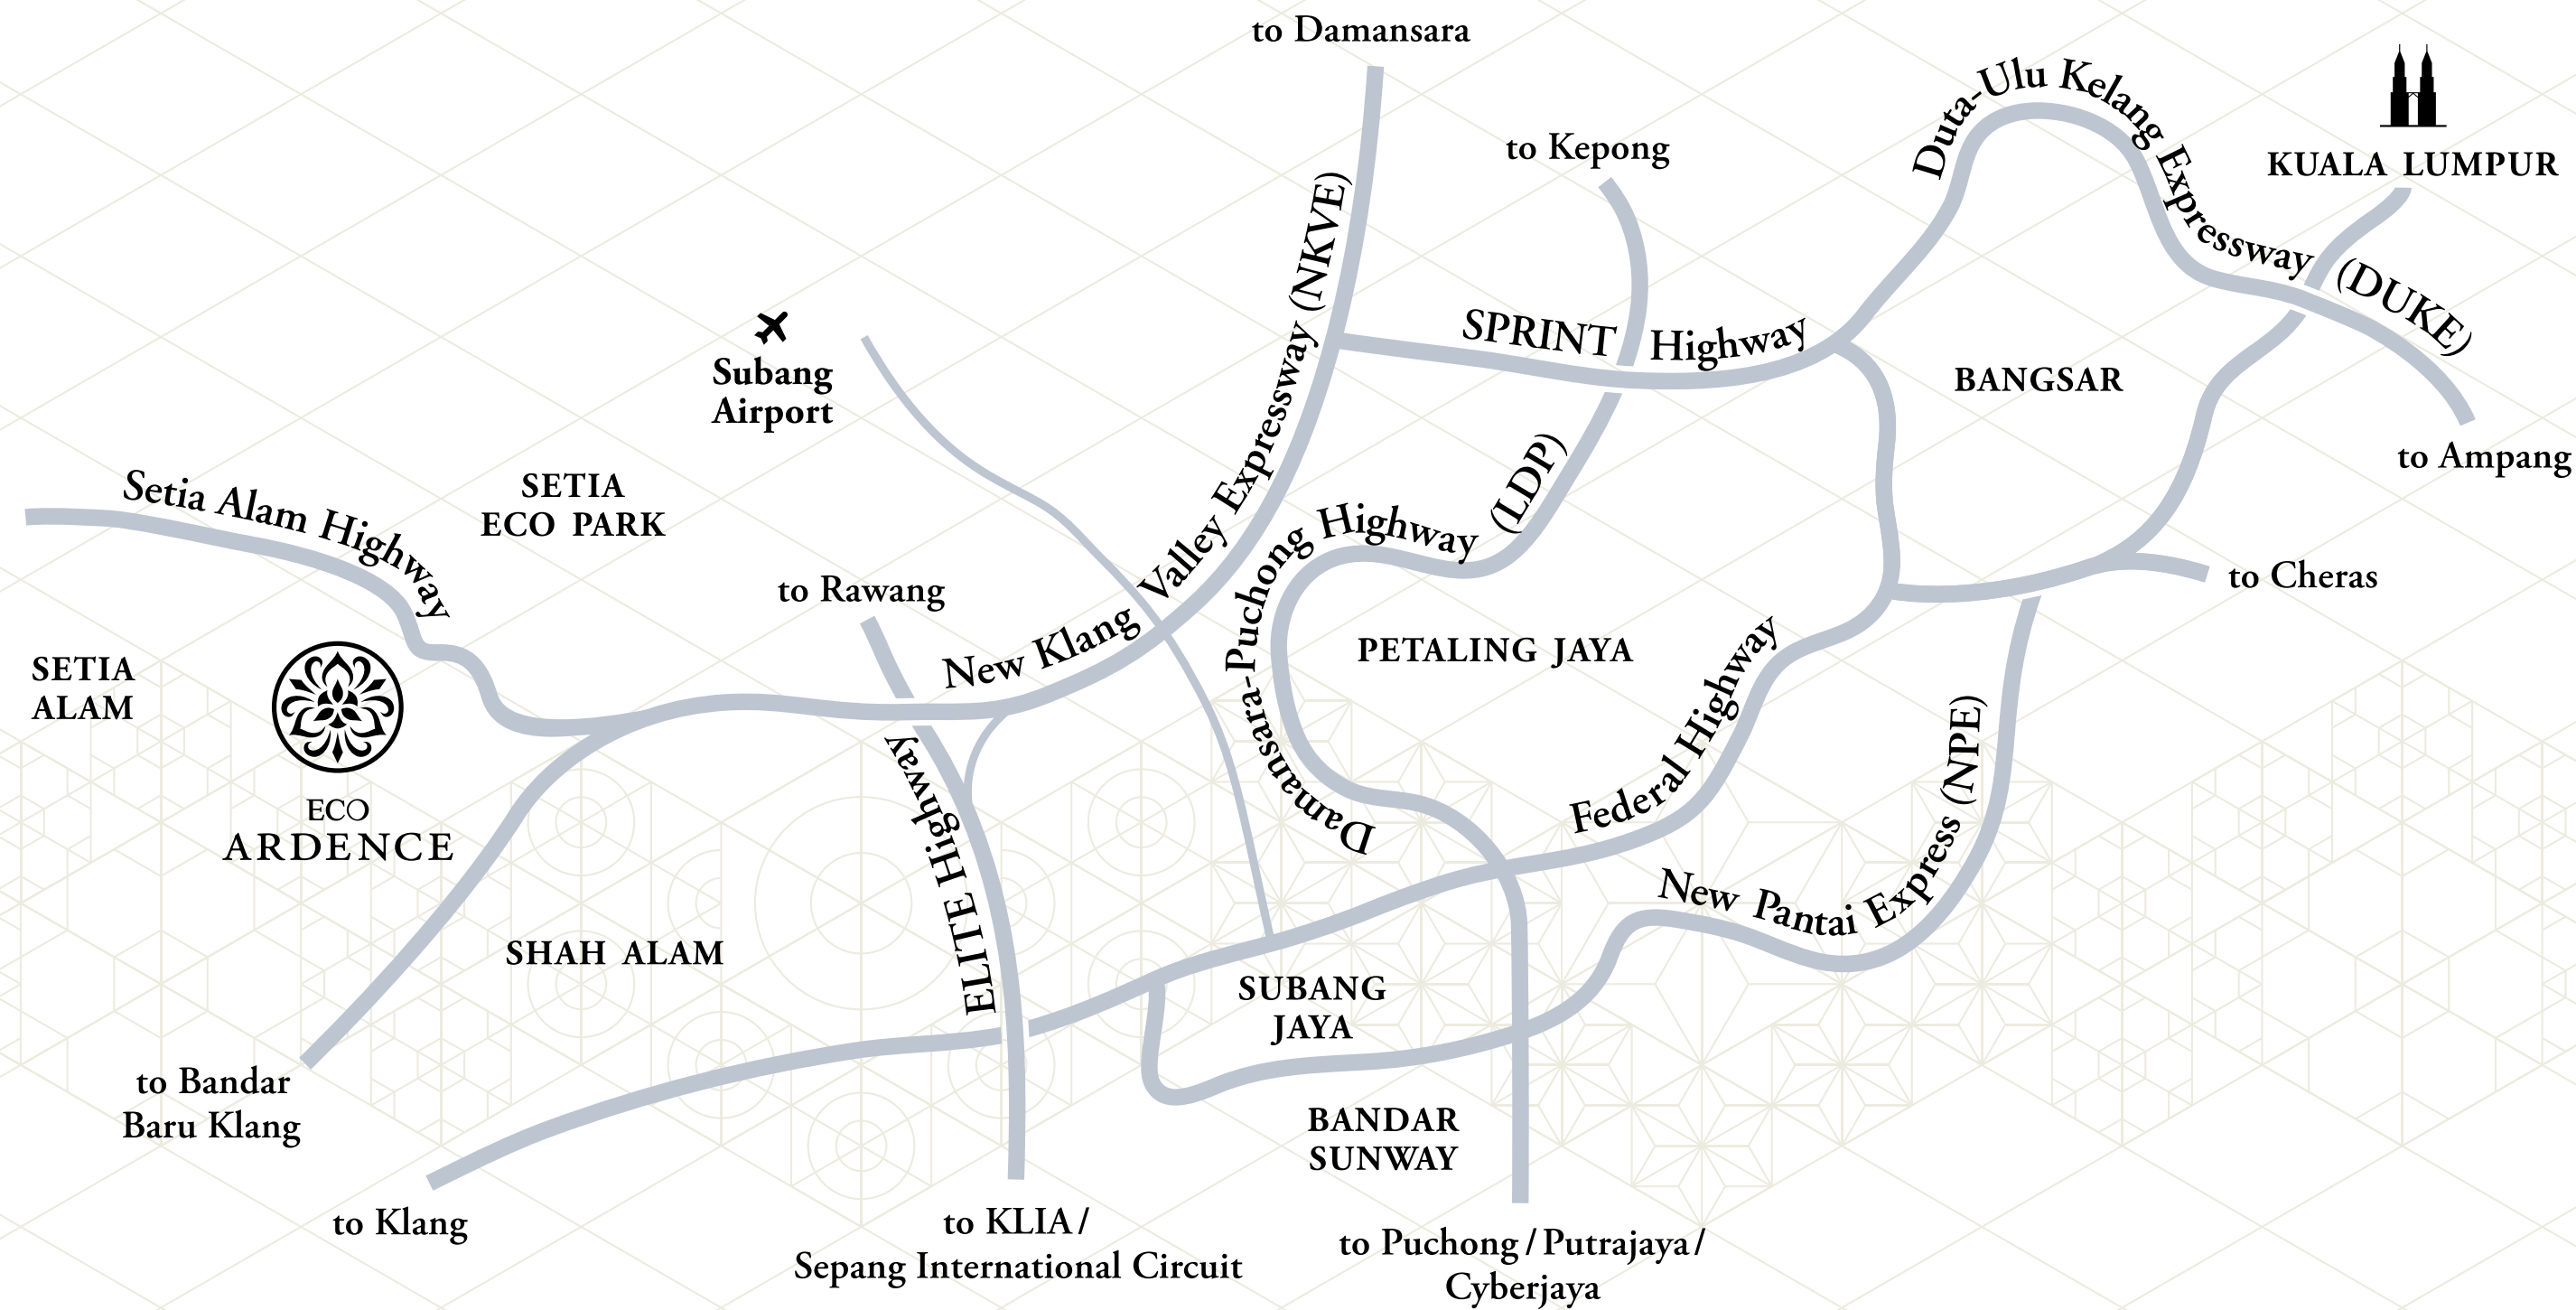 to Damansara
to Kepong
Duta-Ulu Kelang Expressway (DUKE)
KUALA LUMPUR
New Klang Valley Expressway (NKVE)
SPRINT Highway
Subang
Airport
BANGSAR
to Ampang
Setia Alam Highway
SETIA
ECO PARK
Damansara-Puchong Highway (LDP)
to Rawang
to Cheras
PETALING JAYA
SETIA
ALAM
Federal Highway
ECO
ARDENCE
ELITE Highway
New Pantai Express (NPE)
SHAH ALAM
SUBANG
JAYA
to Bandar
Baru Klang
BANDAR
SUNWAY
to Klang
to KLIA /
Sepang International Circuit
to Puchong / Putrajaya /
Cyberjaya